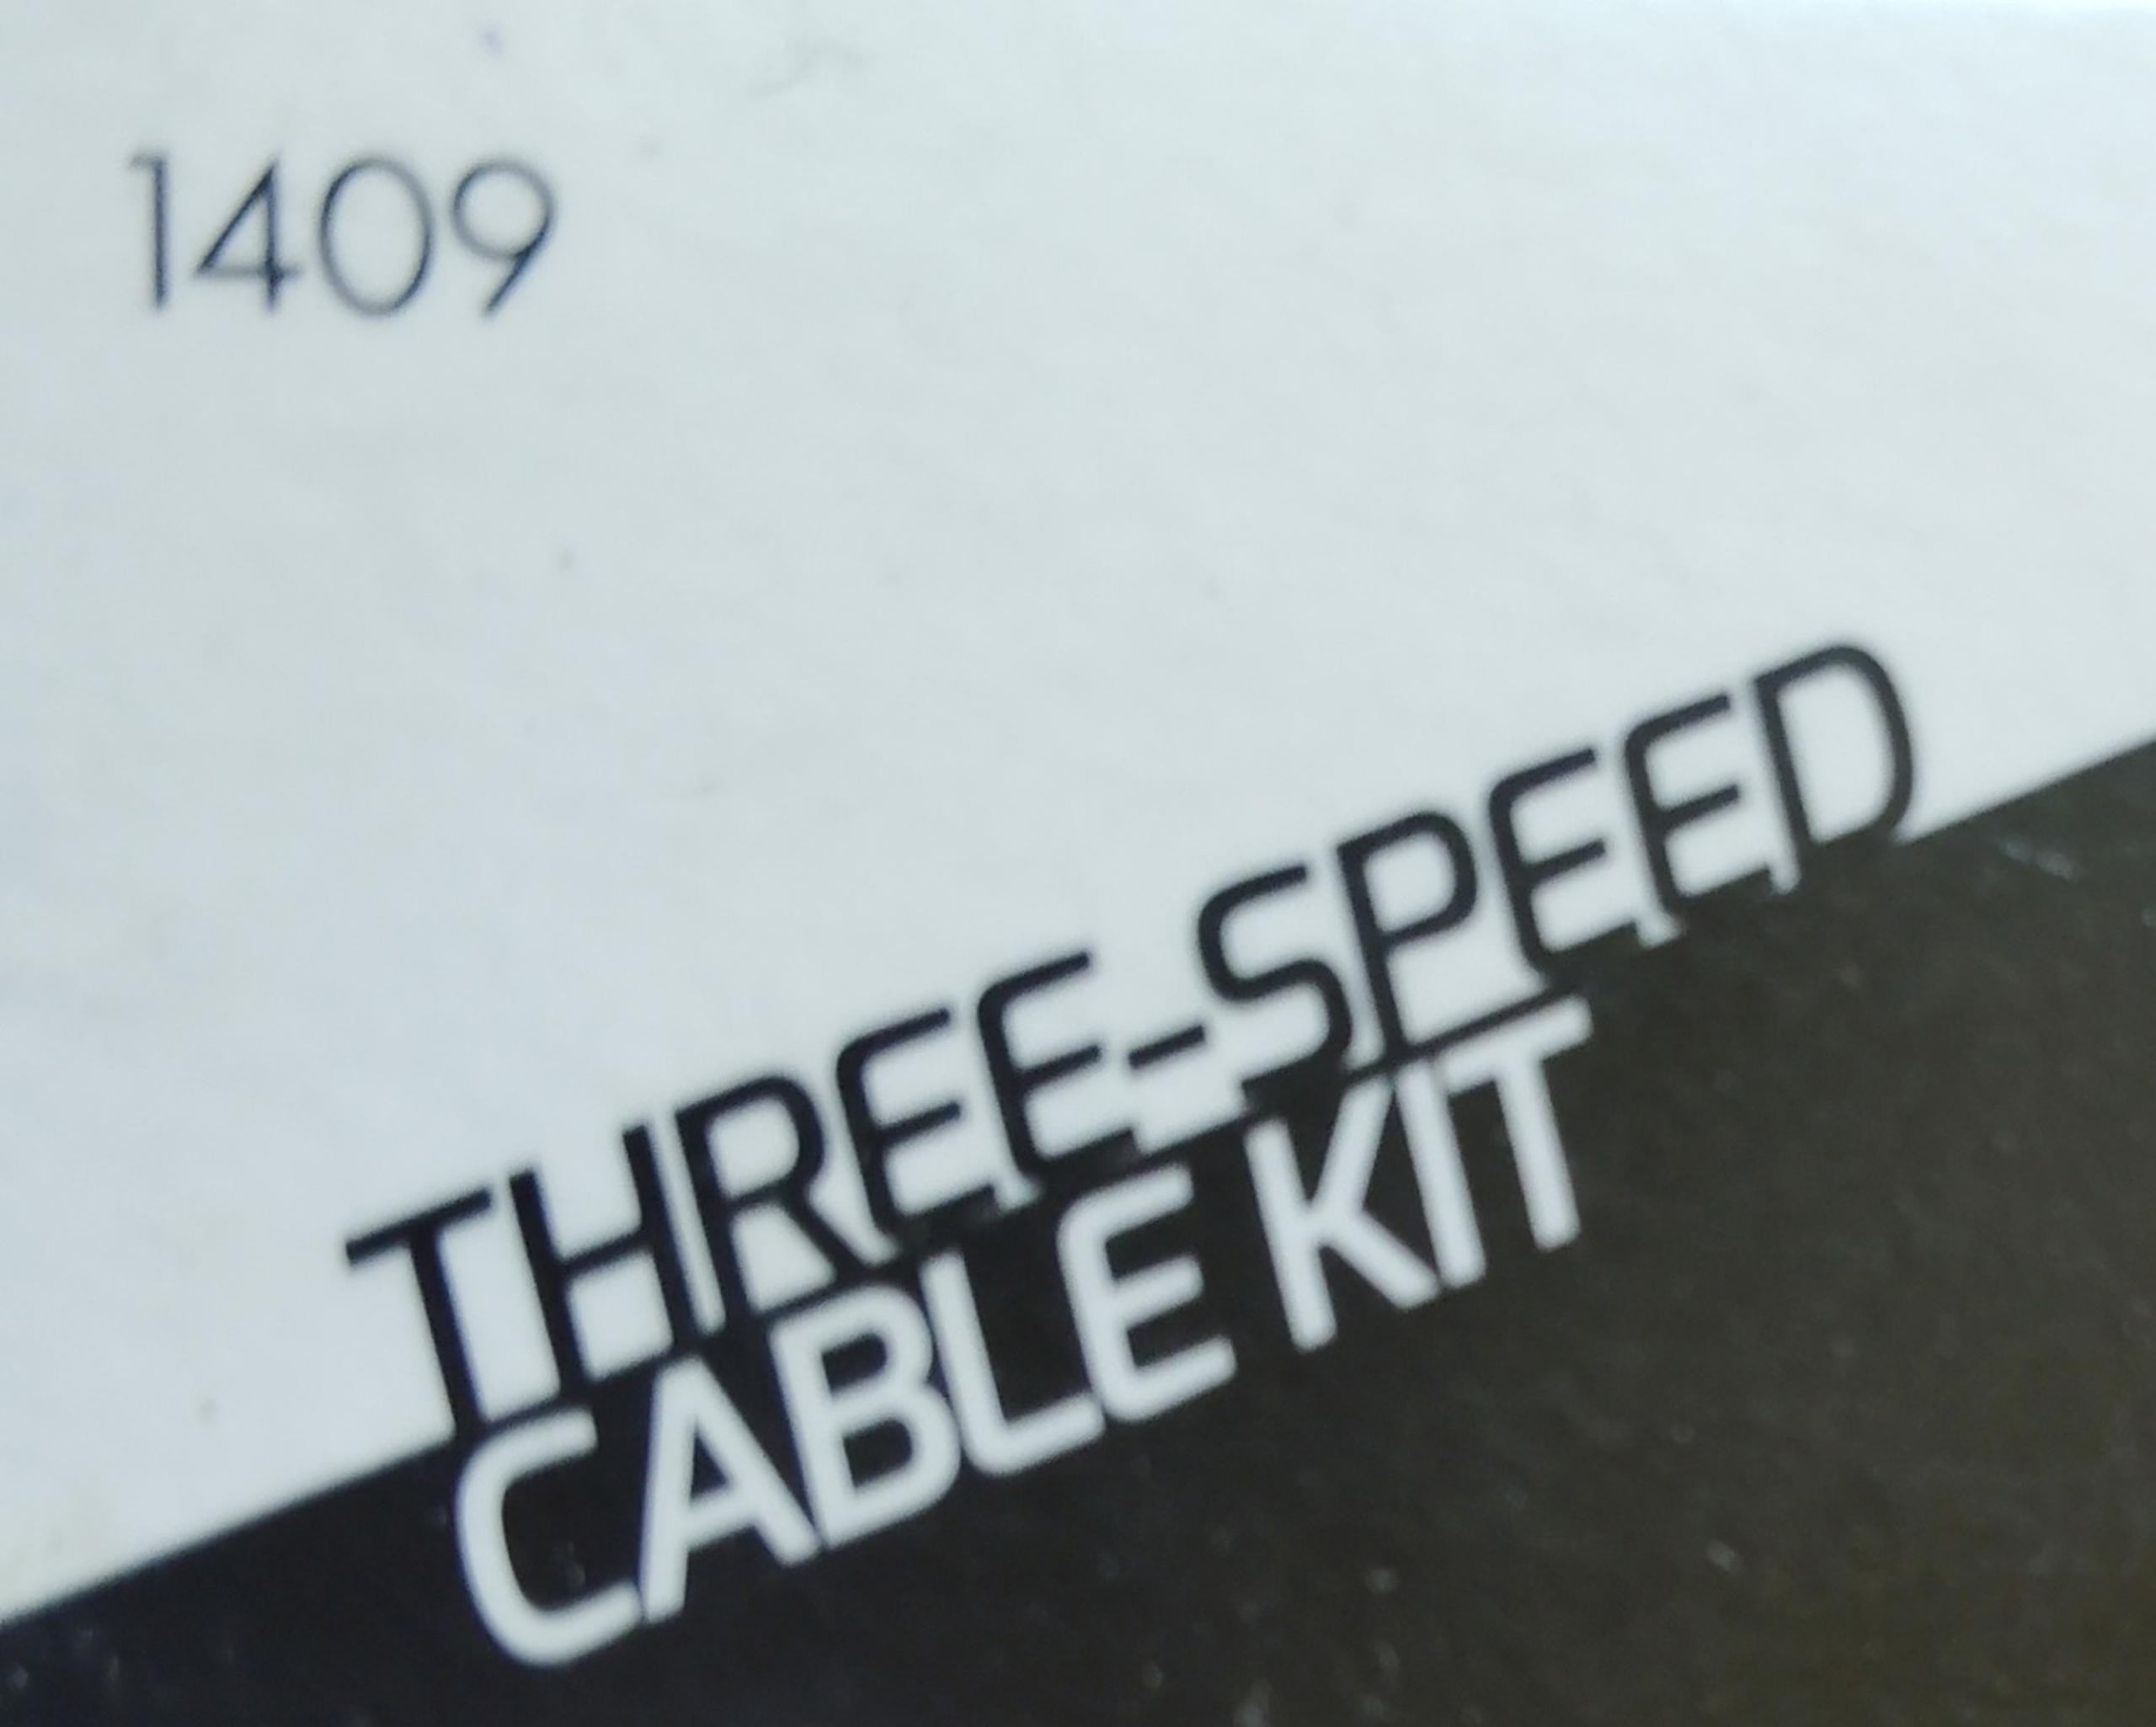 1409
THREE-SPEED
CABLE KIT